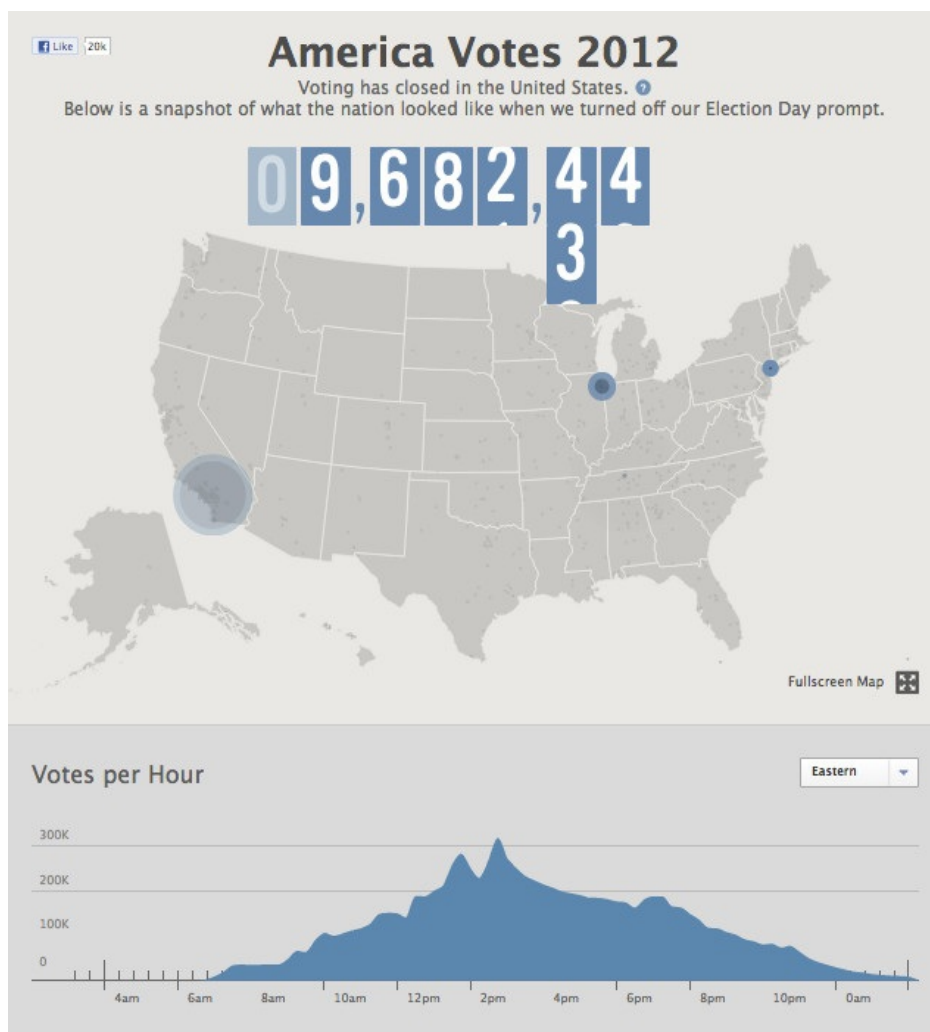 Like 20k
America Votes 2012
Voting has closed in the United States. ?
Below is a snapshot of what the nation looked like when we turned off our Election Day prompt.
09,682,44
3
Fullscreen Map
Votes per Hour
Eastern
300K
200K
100K
0
4am 6am 8am 10am 12pm 2pm 4pm 6pm 8pm 10pm 0am